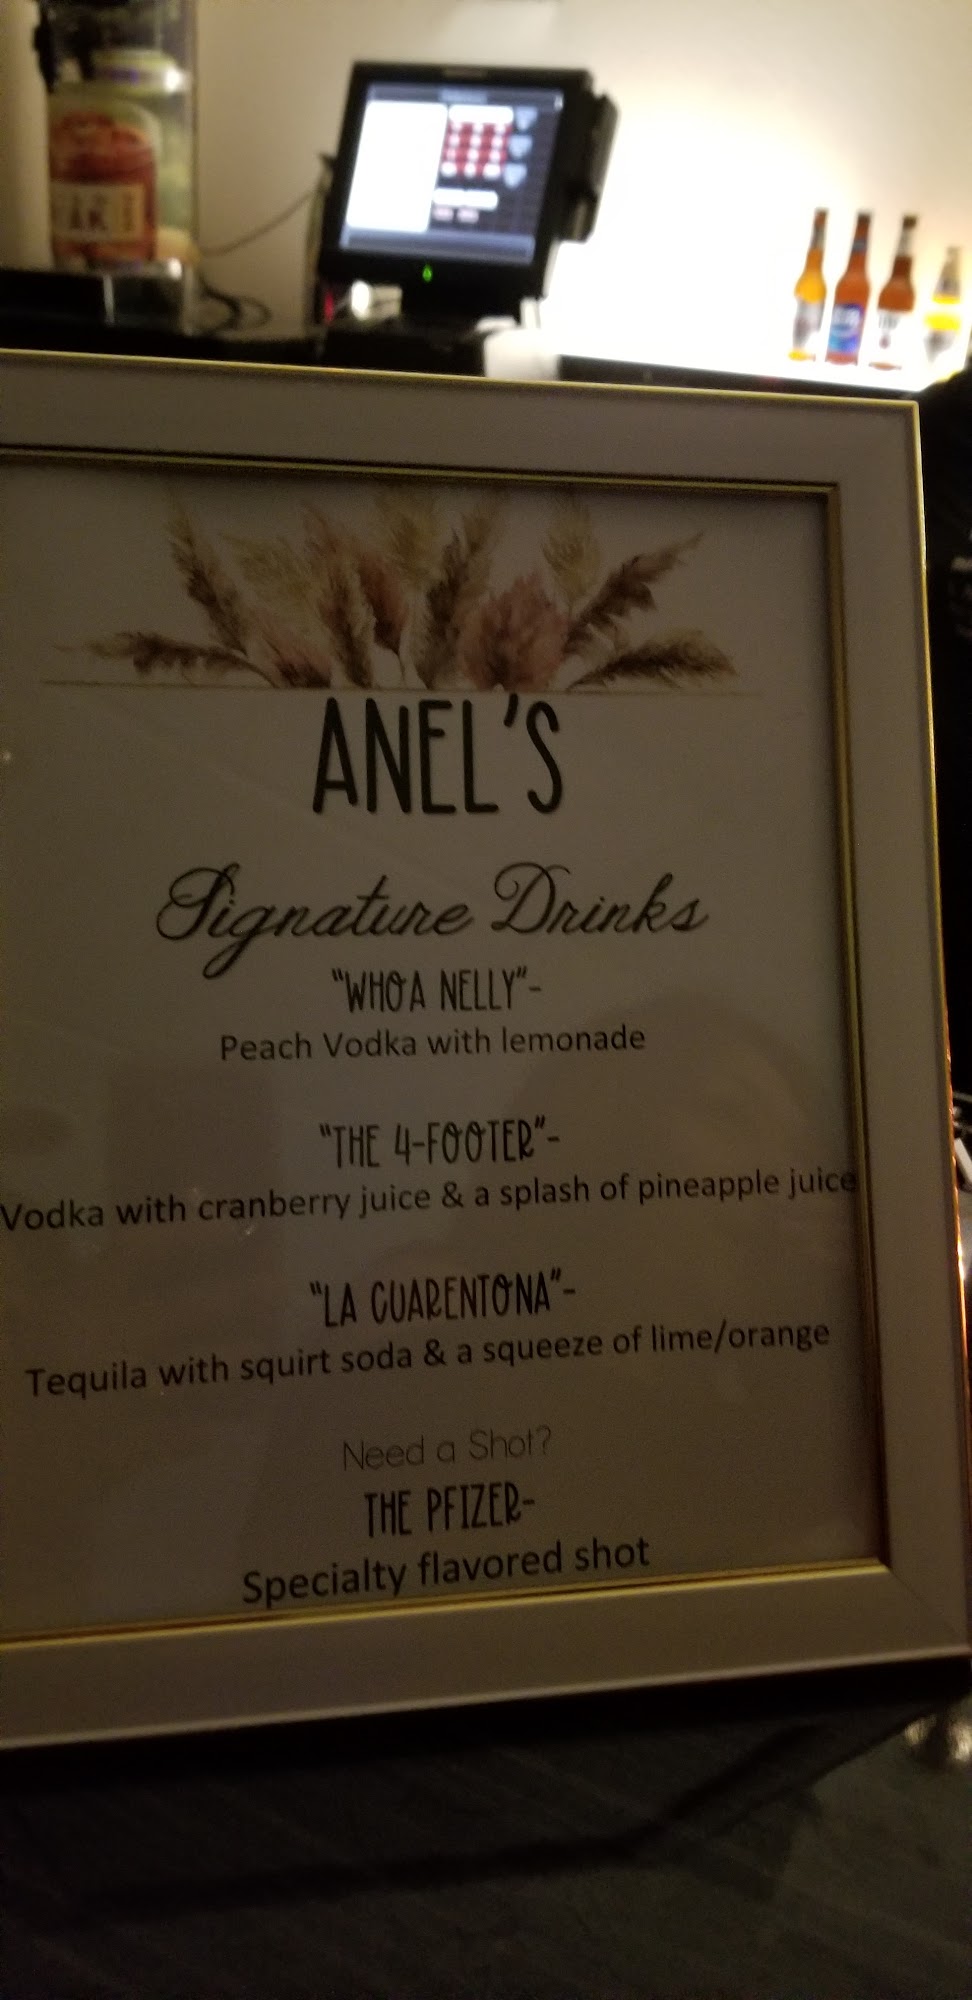 ANEL'S
Signature Drinks
"WHOA NELLY"-
Peach Vodka with lemonade
"THE 4-FOOTER"-
Vodka with cranberry juice & a splash of pineapple juice
"LA CUARENTONA"-
Tequila with squirt soda & a squeeze of lime/orange
Need a Shot?
THE PFIZER-
Specialty flavored shot